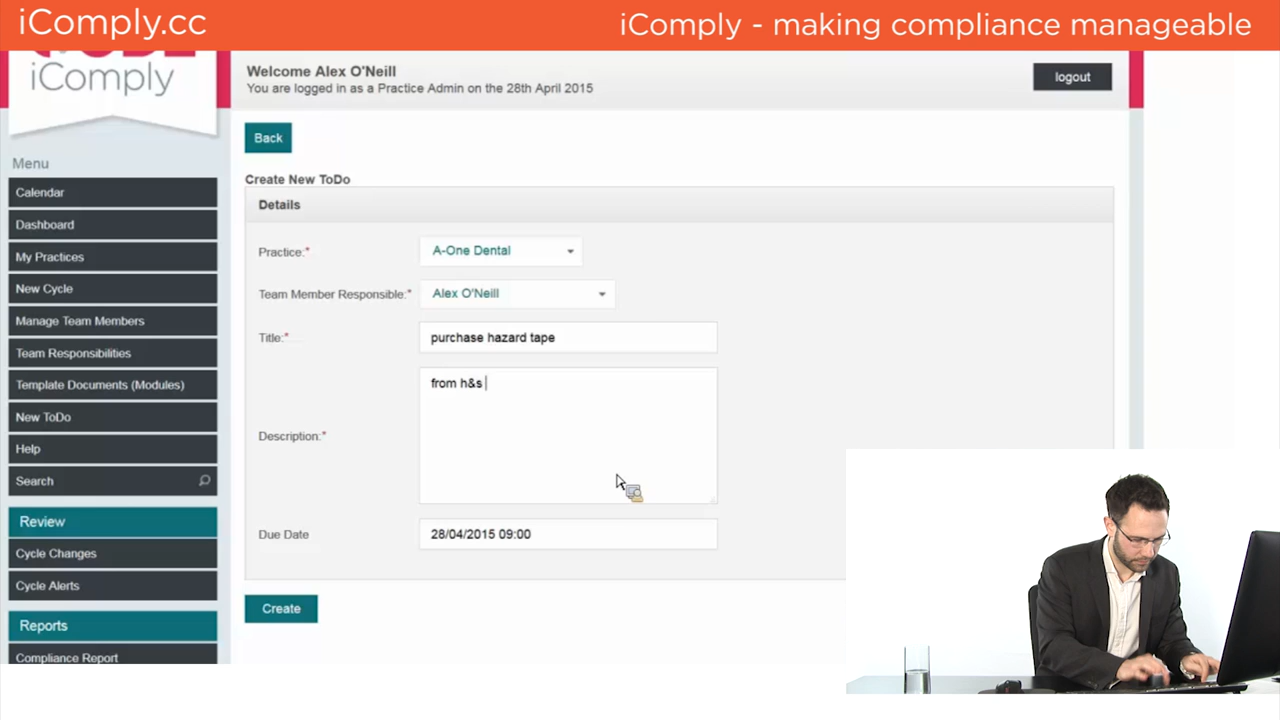 iComply.cc
iComply - making compliance manageable
iComply
Welcome Alex O'Neill
You are logged in as a Practice Admin on the 28th April 2015
logout
Back
Menu
Calendar
Dashboard
My Practices
New Cycle
Manage Team Members
Team Responsibilities
Template Documents (Modules)
New ToDo
Help
Search
Review
Cycle Changes
Cycle Alerts
Reports
Compliance Report
Create New ToDo
Details
Practice:* A-One Dental
Team Member Responsible:* Alex O'Neill
Title:* purchase hazard tape
from h&s
Description:*
Due Date 28/04/2015 09:00
Create